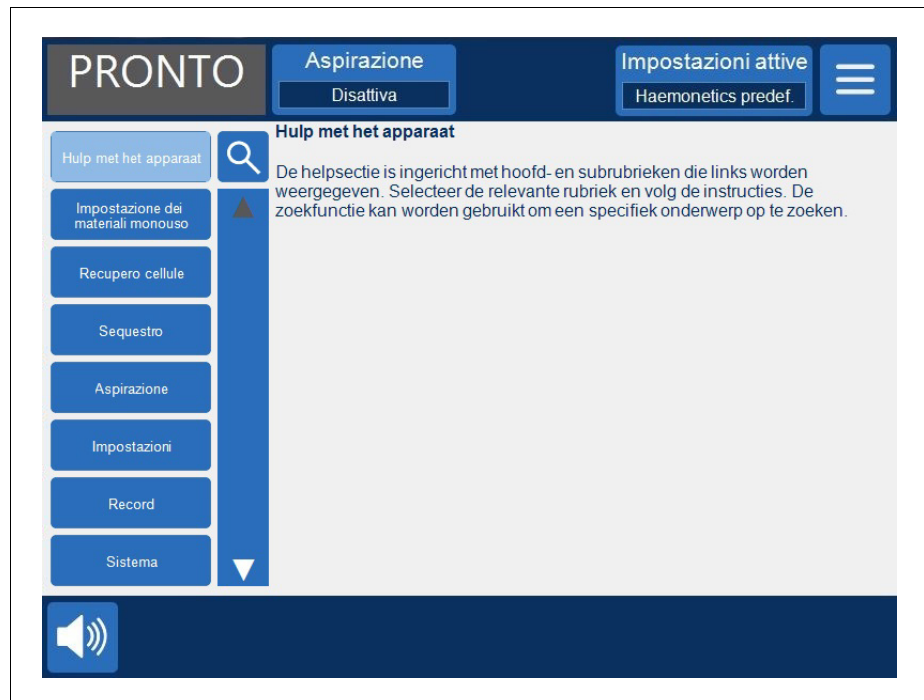 PRONTO
Aspirazione
Disattiva
Impostazioni attive
Haemonetics predef.
Hulp met het apparaat
Impostazione dei
materiali monouso
Recupero cellule
Sequestro
Aspirazione
Impostazioni
Record
Sistema
Hulp met het apparaat
De helpsectie is ingericht met hoofd- en subrubrieken die links worden
weergegeven. Selecteer de relevante rubriek en volg de instructies. De
zoekfunctie kan worden gebruikt om een specifiek onderwerp op te zoeken.